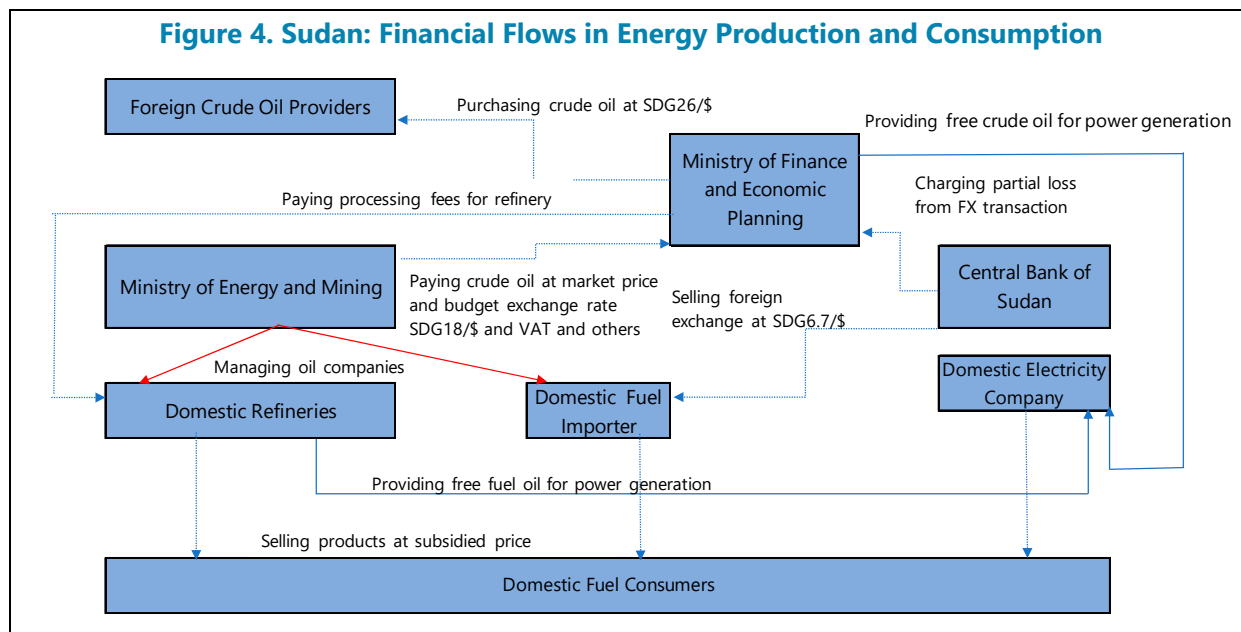 Figure 4. Sudan: Financial Flows in Energy Production and Consumption
Foreign Crude Oil Providers
Purchasing crude oil at SDG26/$
Providing free crude oil for power generation
Ministry of Finance
and Economic
Planning
Charging partial loss
from FX transaction
Paying processing fees for refinery
Ministry of Energy and Mining
Paying crude oil at market price
and budget exchange rate
SDG18/$ and VAT and others
Selling foreign
exchange at SDG6.7/$
Central Bank of
Sudan
Managing oil companies
Domestic Refineries
Domestic Fuel
Importer
Domestic Electricity
Company
Providing free fuel oil for power generation
Selling products at subsidied price
Domestic Fuel Consumers